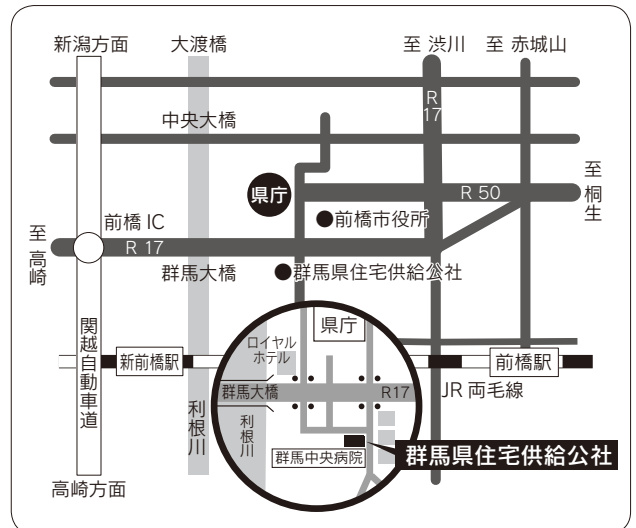 新潟方面
大渡橋
至 渋川
至 赤城山
R 17
中央大橋
県庁
R 50
至 桐生
前橋市役所
前橋 IC
至 高崎
R 17
群馬大橋
群馬県住宅供給公社
県庁
ロイヤル
ホテル
関越自動車道
新前橋駅
前橋駅
群馬大橋
R17
JR 両毛線
利根川
利根川
群馬中央病院
群馬県住宅供給公社
高崎方面